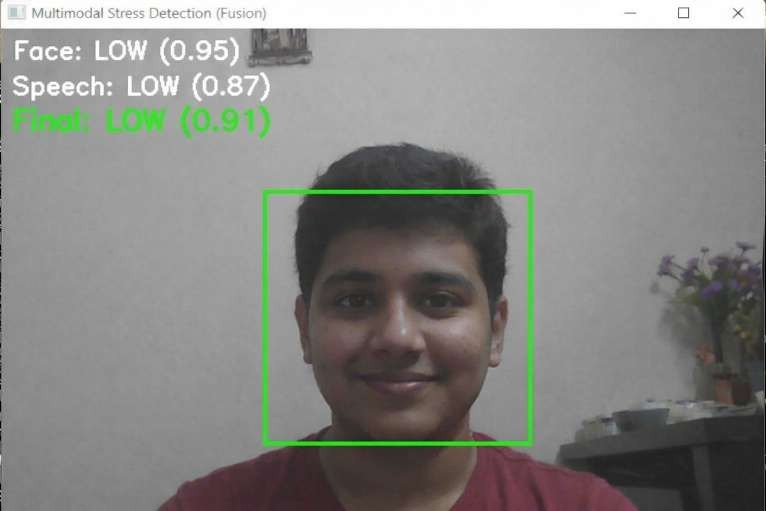 Multimodal Stress Detection (Fusion)
Face: LOW (0.95)
Speech: LOW (0.87)
Final: LOW (0.91)